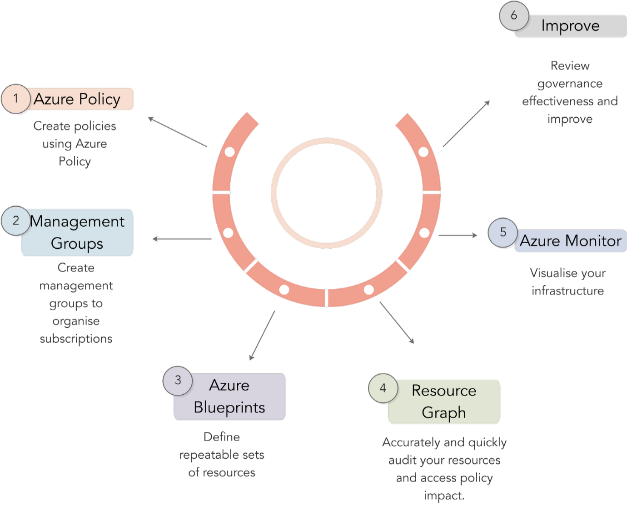 1
Azure Policy
Create policies
using Azure
Policy
2
Management
Groups
Create
management
groups to
organise
subscriptions
3
Azure
Blueprints
Define
repeatable sets
of resources
4
Resource
Graph
Accurately and quickly
audit your resources
and access policy
impact.
5
Azure Monitor
Visualise your
infrastructure
6
Improve
Review
governance
effectiveness and
improve